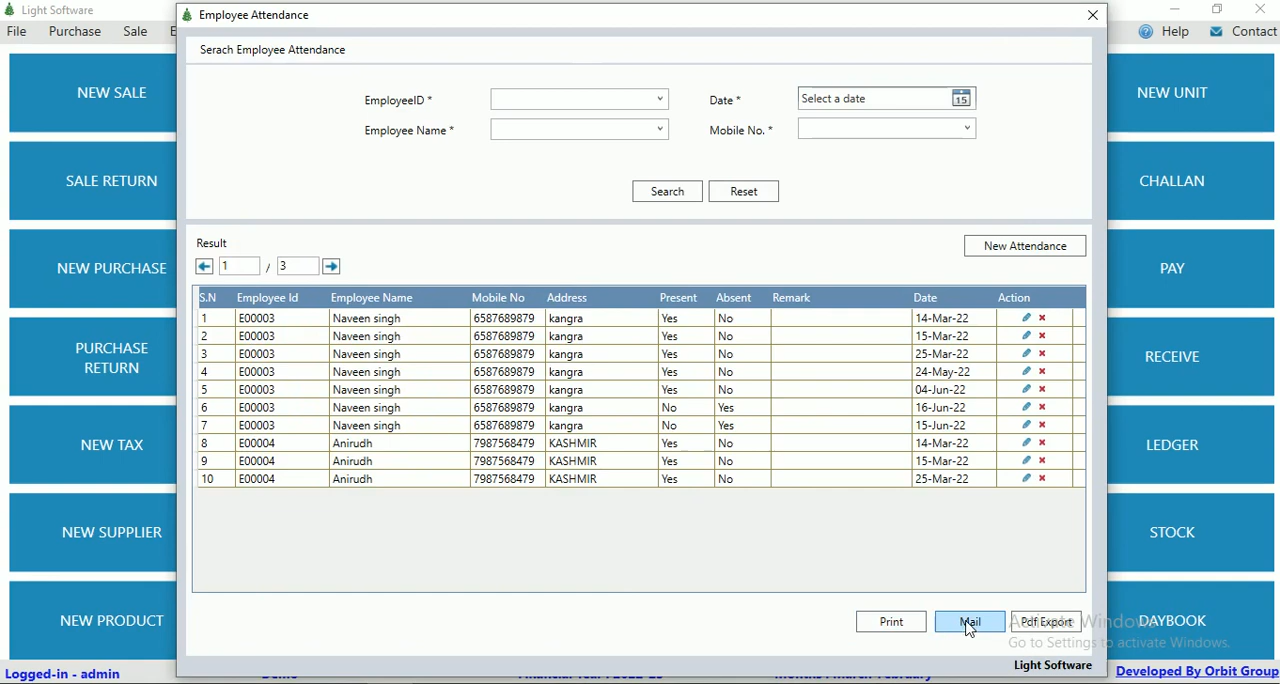 Light Software
File Purchase Sale
Help Contact
Employee Attendance
Serach Employee Attendance
EmployeeID *
Date *
Select a date
15
Employee Name *
Mobile No. *
Search
Reset
Result
1 / 3
New Attendance
S.N Employee Id Employee Name Mobile No Address Present Absent Remark Date Action
1 E00003 Naveen singh 6587689879 kangra Yes No 14-Mar-22
2 E00003 Naveen singh 6587689879 kangra Yes No 15-Mar-22
3 E00003 Naveen singh 6587689879 kangra Yes No 25-Mar-22
4 E00003 Naveen singh 6587689879 kangra Yes No 24-May-22
5 E00003 Naveen singh 6587689879 kangra Yes No 04-Jun-22
6 E00003 Naveen singh 6587689879 kangra No Yes 16-Jun-22
7 E00003 Naveen singh 6587689879 kangra No Yes 15-Jun-22
8 E00004 Anirudh 7987568479 KASHMIR Yes No 14-Mar-22
9 E00004 Anirudh 7987568479 KASHMIR Yes No 15-Mar-22
10 E00004 Anirudh 7987568479 KASHMIR Yes No 25-Mar-22
Print
Mail
Pdf Export
Light Software
NEW SALE
SALE RETURN
NEW PURCHASE
PURCHASE
RETURN
NEW TAX
NEW SUPPLIER
NEW PRODUCT
NEW UNIT
CHALLAN
PAY
RECEIVE
LEDGER
STOCK
DAYBOOK
Activate Windows
Go to Settings to activate Windows.
Logged-in - admin
Developed By Orbit Group